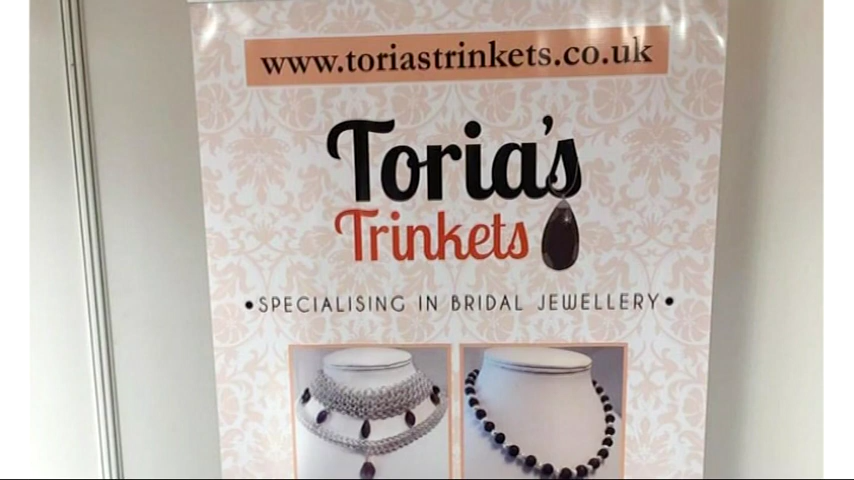 www.toriastrinkets.co.uk
Toria's
Trinkets
•SPECIALISING IN BRIDAL JEWELLERY•